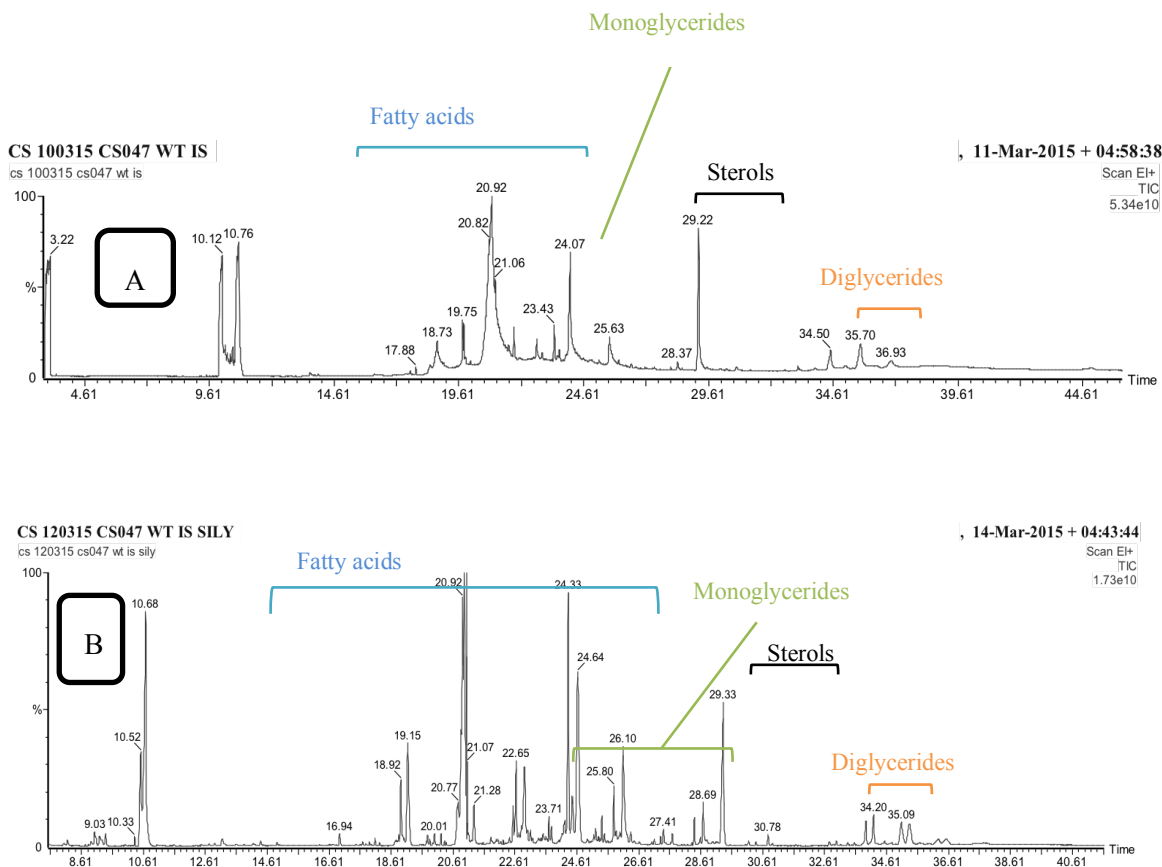 Monoglycerides
Fatty acids
CS 100315 CS047 WT IS
, 11-Mar-2015 + 04:58:38
cs 100315 cs047 wt is
Scan EI+
TIC
5.34e10
Sterols
Diglycerides
A
100
%
0
3.22
10.12
10.76
17.88
18.73
19.75
20.82
20.92
21.06
23.43
24.07
25.63
28.37
29.22
34.50
35.70
36.93
4.61 9.61 14.61 19.61 24.61 29.61 34.61 39.61 44.61 Time
CS 120315 CS047 WT IS SILY
, 14-Mar-2015 + 04:43:44
cs 120315 cs047 wt is sily
Scan EI+
TIC
1.73e10
Fatty acids
Monoglycerides
Sterols
Diglycerides
B
100
%
0
9.03
10.33
10.52
10.68
16.94
18.92
19.15
20.01
20.77
20.92
21.07
21.28
22.65
23.71
24.33
24.64
25.80
26.10
27.41
28.69
29.33
30.78
34.20
35.09
8.61 10.61 12.61 14.61 16.61 18.61 20.61 22.61 24.61 26.61 28.61 30.61 32.61 34.61 36.61 38.61 40.61 Time